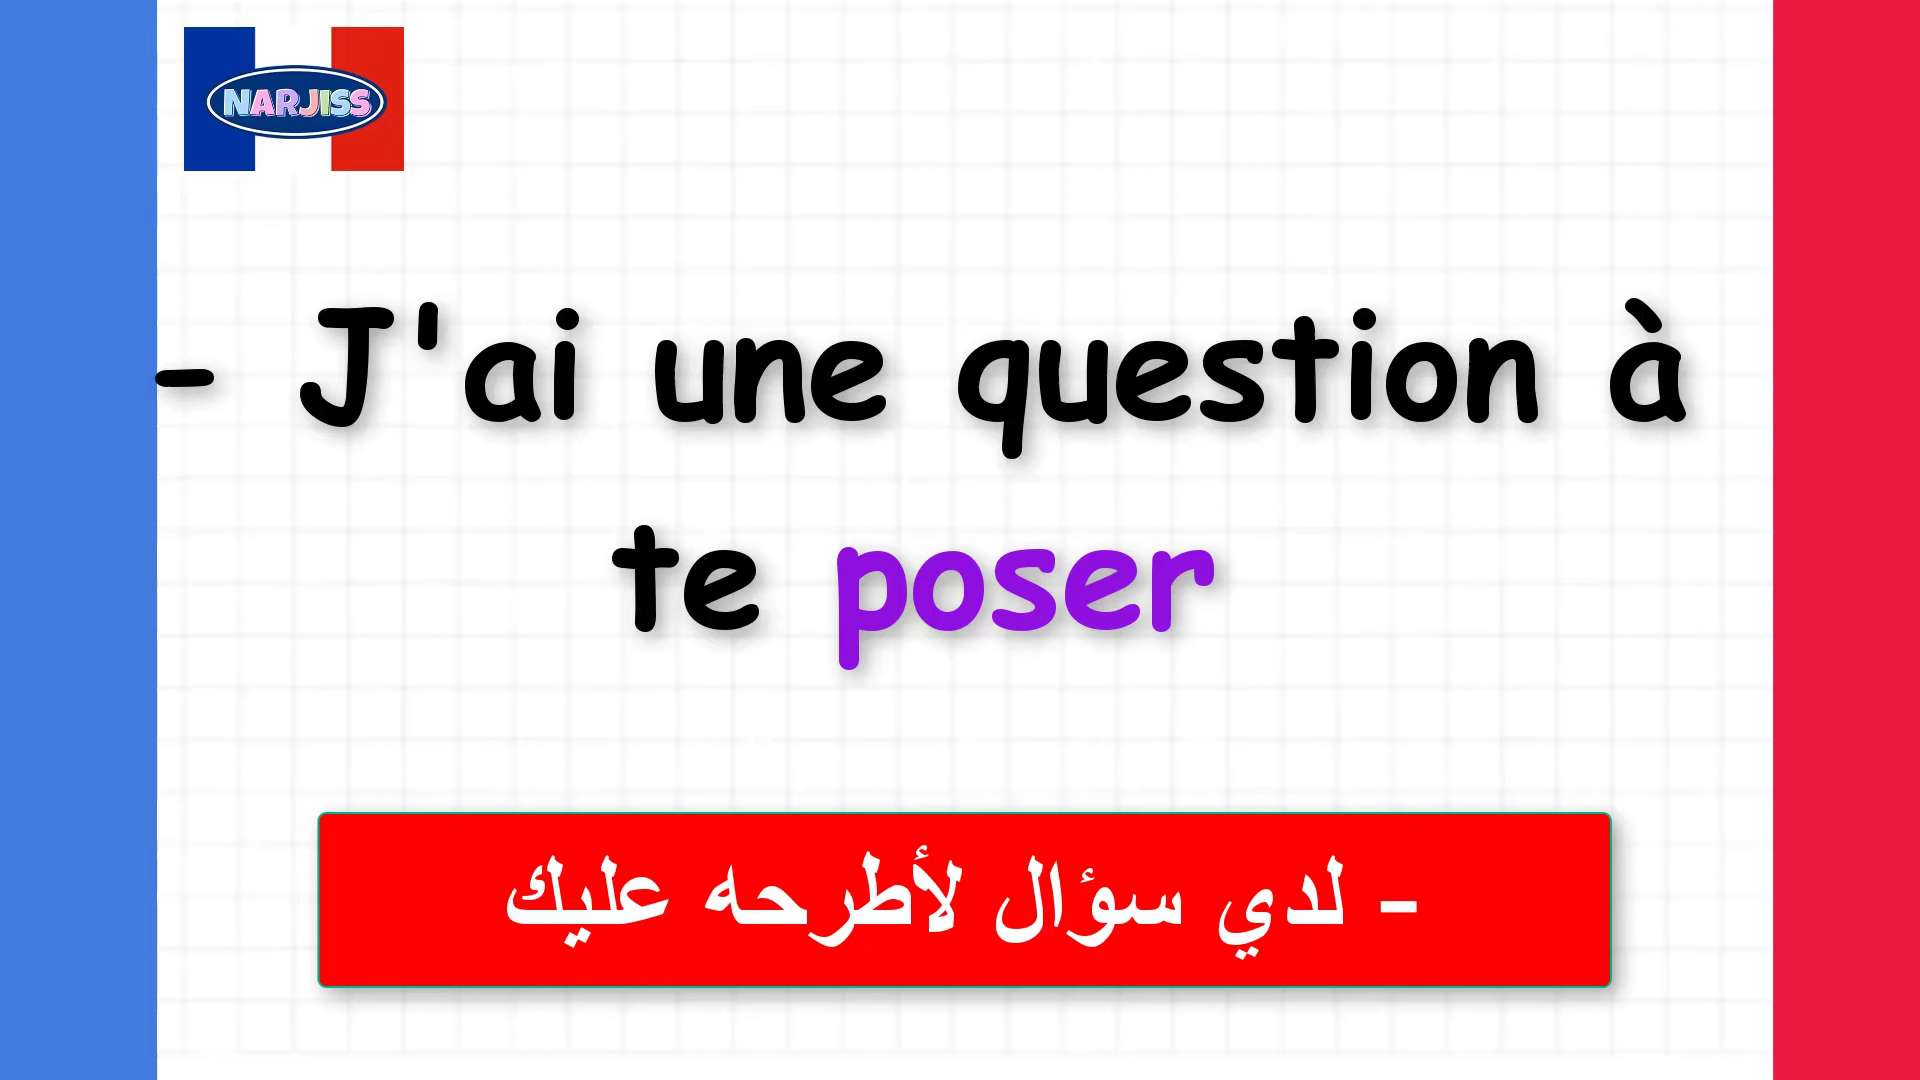 NARJISS
- J'ai une question à
te poser
- لدي سؤال لأطرحه عليك